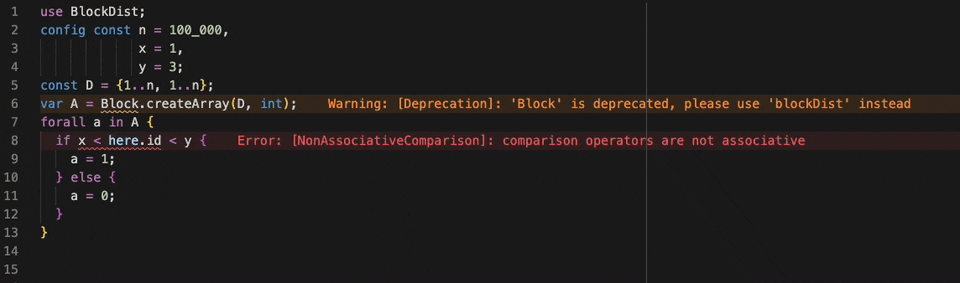 1 use BlockDist;
2 config const n = 100_000,
3 x = 1,
4 y = 3;
5 const D = {1..n, 1..n};
6 var A = Block.createArray(D, int); Warning: [Deprecation]: 'Block' is deprecated, please use 'blockDist' instead
7 forall a in A {
8 if x < here.id < y { Error: [NonAssociativeComparison]: comparison operators are not associative
9 a = 1;
10 } else {
11 a = 0;
12 }
13 }
14
15